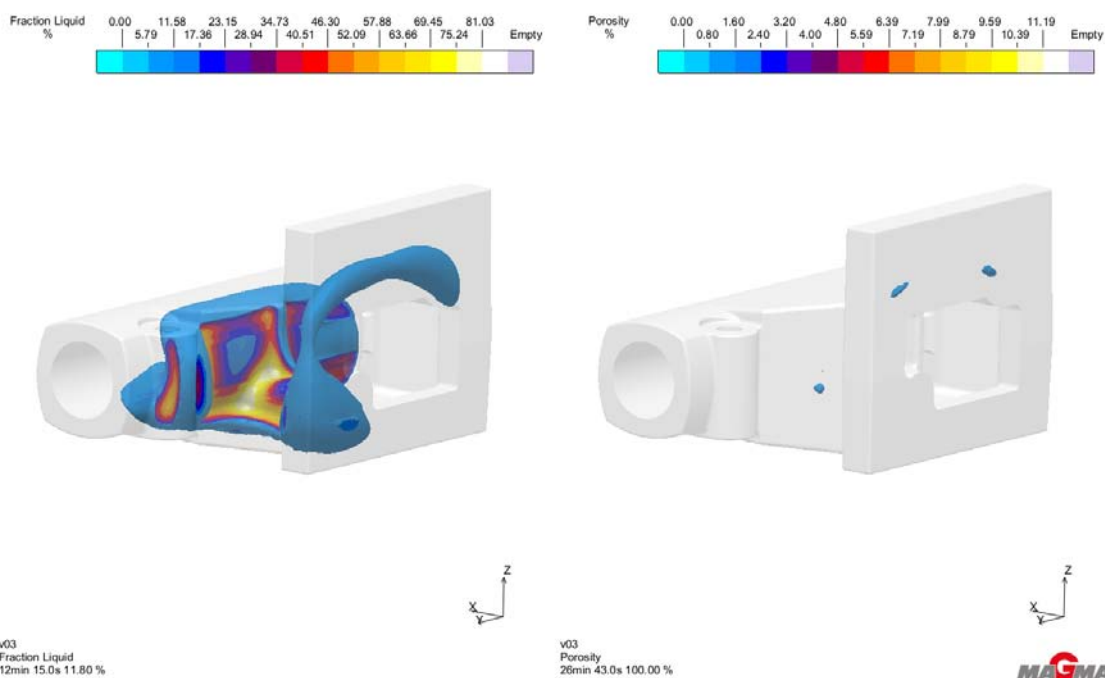 Fraction Liquid 0.00 11.58 23.15 34.73 46.30 57.88 69.45 81.03
% 5.79 17.36 28.94 40.51 52.09 63.66 75.24 Empty
Porosity 0.00 1.60 3.20 4.80 6.39 7.99 9.59 11.19
% 0.80 2.40 4.00 5.59 7.19 8.79 10.39 Empty
Z
X
Y
Z
X
Y
v03
Fraction Liquid
12min 15.0s 11.80 %
v03
Porosity
26min 43.0s 100.00 %
MAGMA